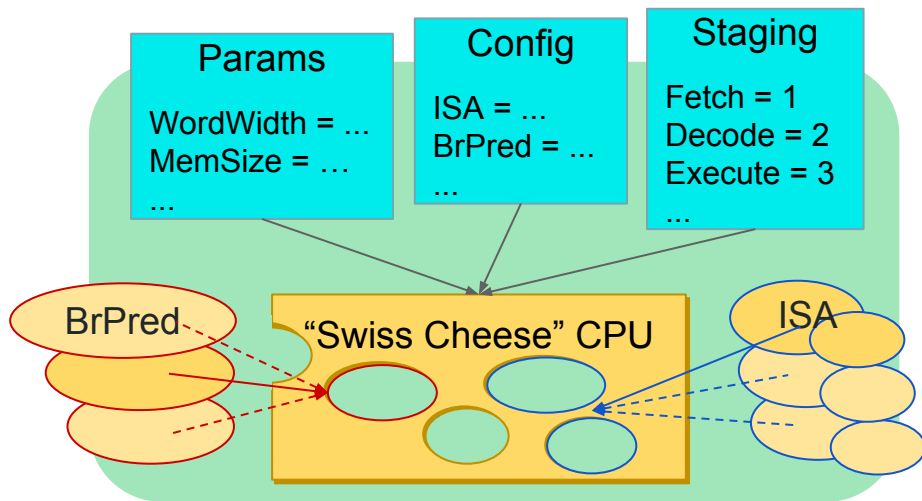 Params
WordWidth = ...
MemSize = ...
...
Config
ISA = ...
BrPred = ...
...
Staging
Fetch = 1
Decode = 2
Execute = 3
...
BrPred
“Swiss Cheese” CPU
ISA